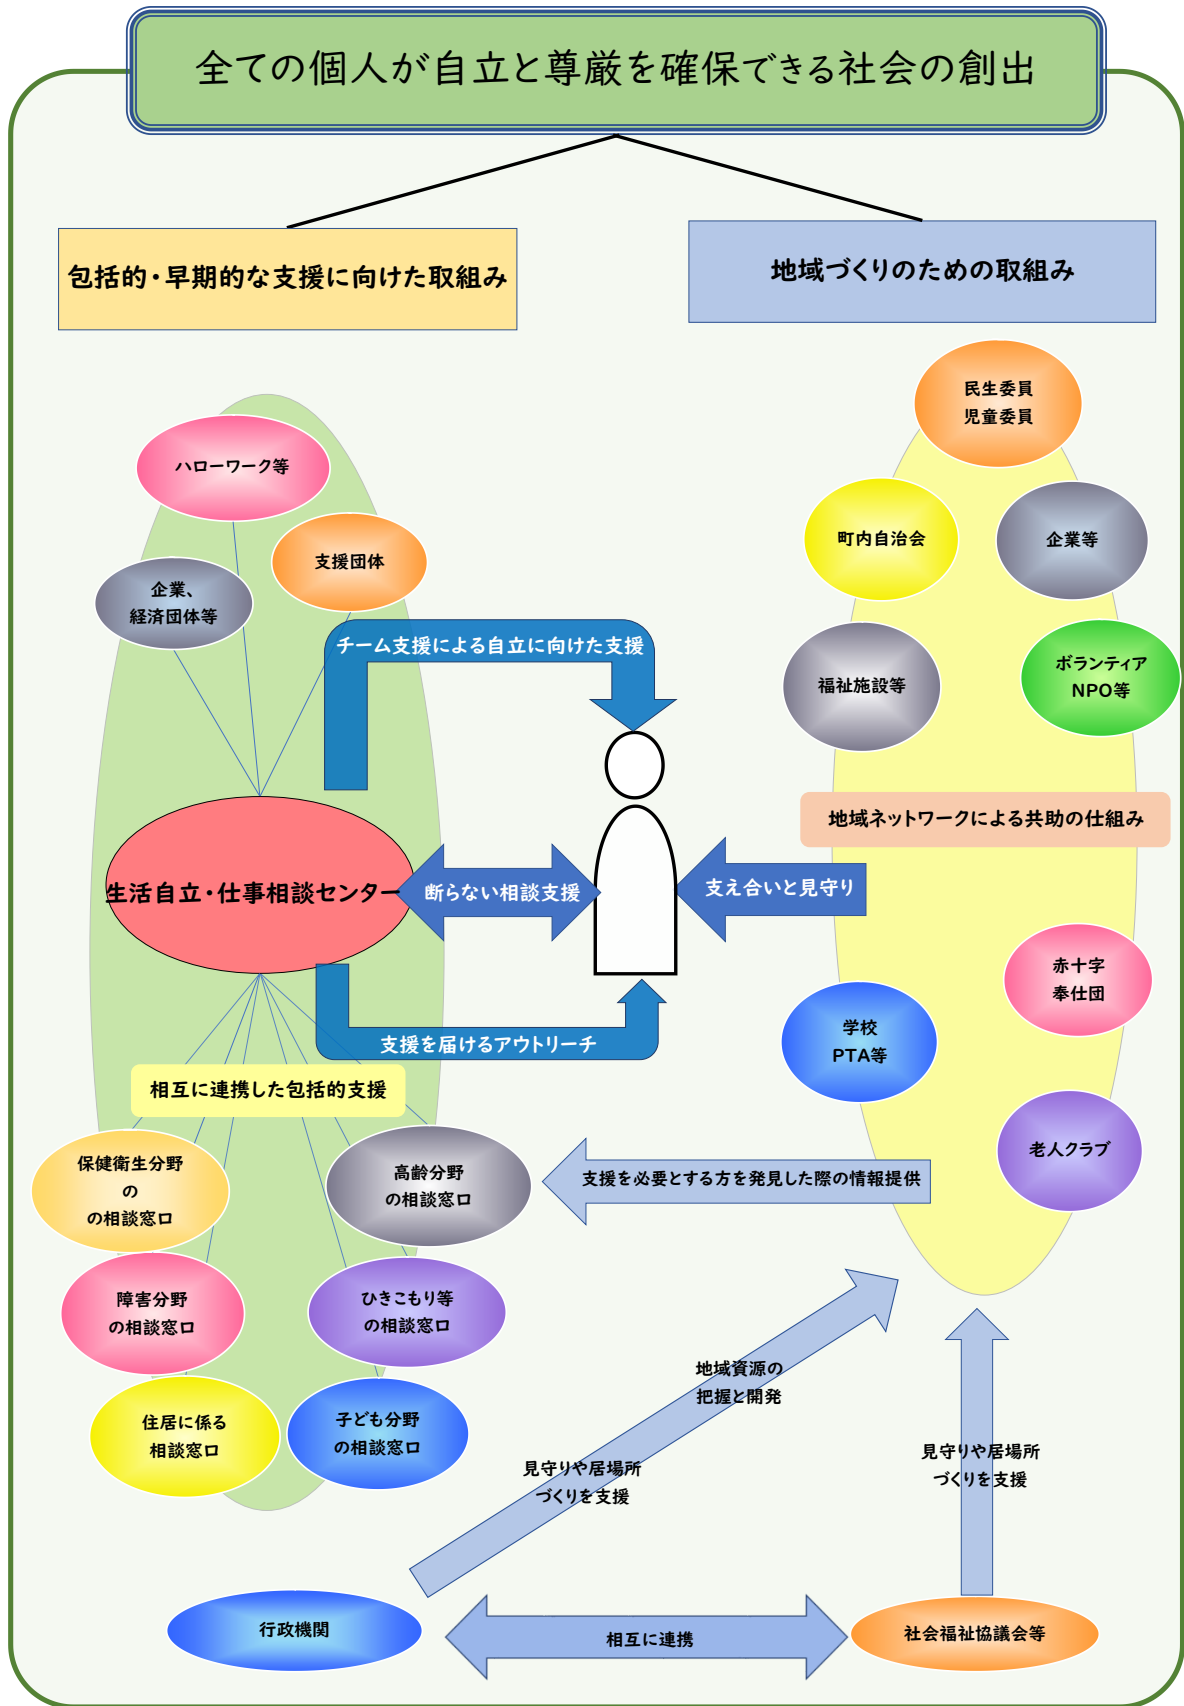 全ての個人が自立と尊厳を確保できる社会の創出
包括的・早期的な支援に向けた取組み
地域づくりのための取組み
ハローワーク等
企業、
経済団体等
支援団体
チーム支援による自立に向けた支援
生活自立・仕事相談センター
断らない相談支援
支援を届けるアウトリーチ
相互に連携した包括的支援
保健衛生分野
の
の相談窓口
高齢分野
の相談窓口
障害分野
の相談窓口
ひきこもり等
の相談窓口
住居に係る
相談窓口
子ども分野
の相談窓口
民生委員
児童委員
町内自治会
企業等
福祉施設等
ボランティア
NPO等
地域ネットワークによる共助の仕組み
支え合いと見守り
赤十字
奉仕団
学校
PTA等
老人クラブ
支援を必要とする方を発見した際の情報提供
地域資源の
把握と開発
見守りや居場所
づくりを支援
見守りや居場所
づくりを支援
行政機関
相互に連携
社会福祉協議会等